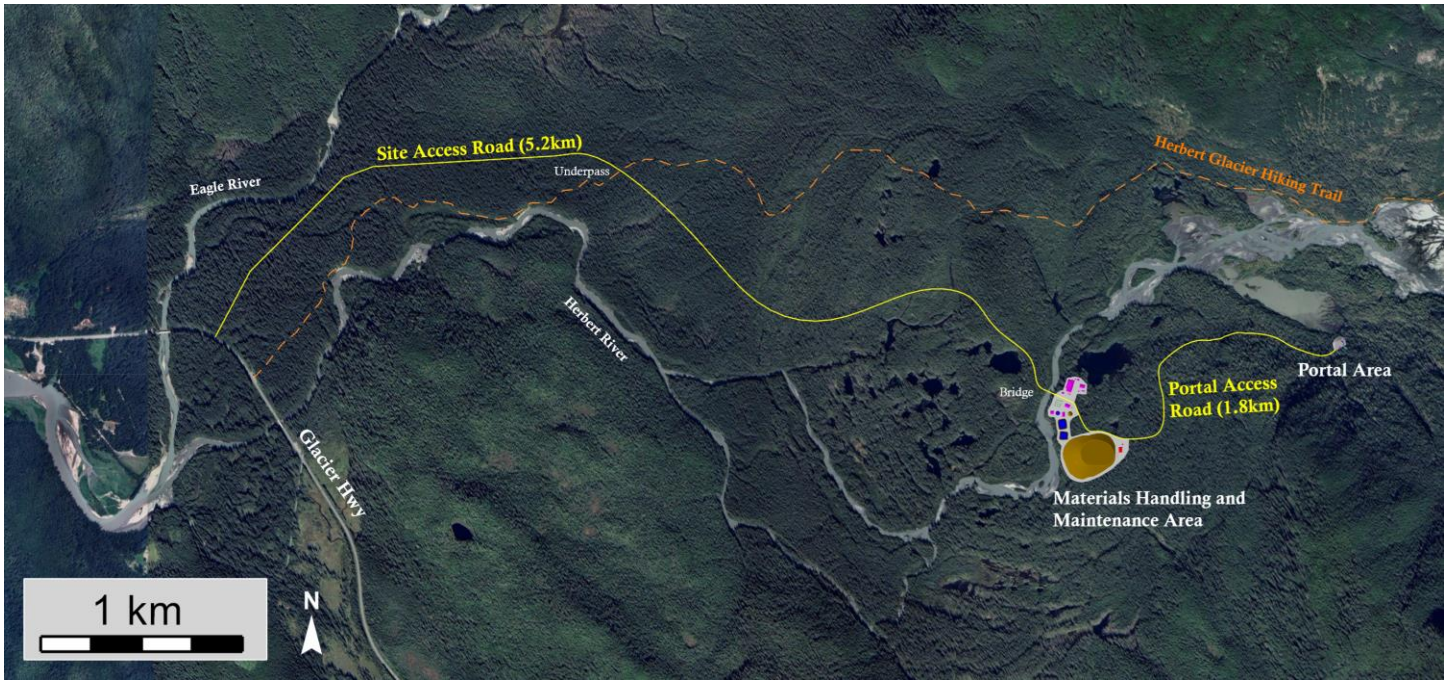 Site Access Road (5.2km)
Underpass
Eagle River
Herbert Glacier Hiking Trail
Herbert River
Portal Area
Portal Access
Road (1.8km)
Bridge
Glacier Hwy
Materials Handling and
Maintenance Area
1 km
N